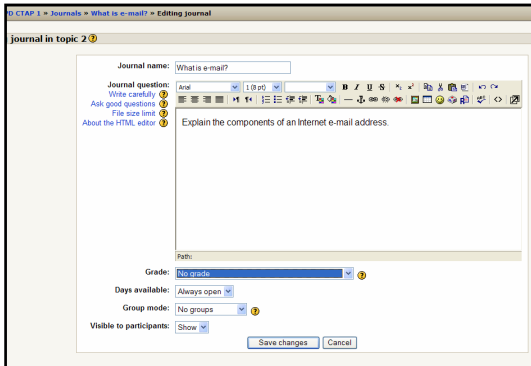 PD CTAP 1 » Journals » What is e-mail? » Editing journal
journal in topic 2
Journal name: What is e-mail?
Journal question:
Write carefully
Ask good questions
File size limit
About the HTML editor
Arial 1 (8 pt) B I U S x₂ x²
Explain the components of an Internet e-mail address.
Path:
Grade: No grade
Days available: Always open
Group mode: No groups
Visible to participants: Show
Save changes Cancel